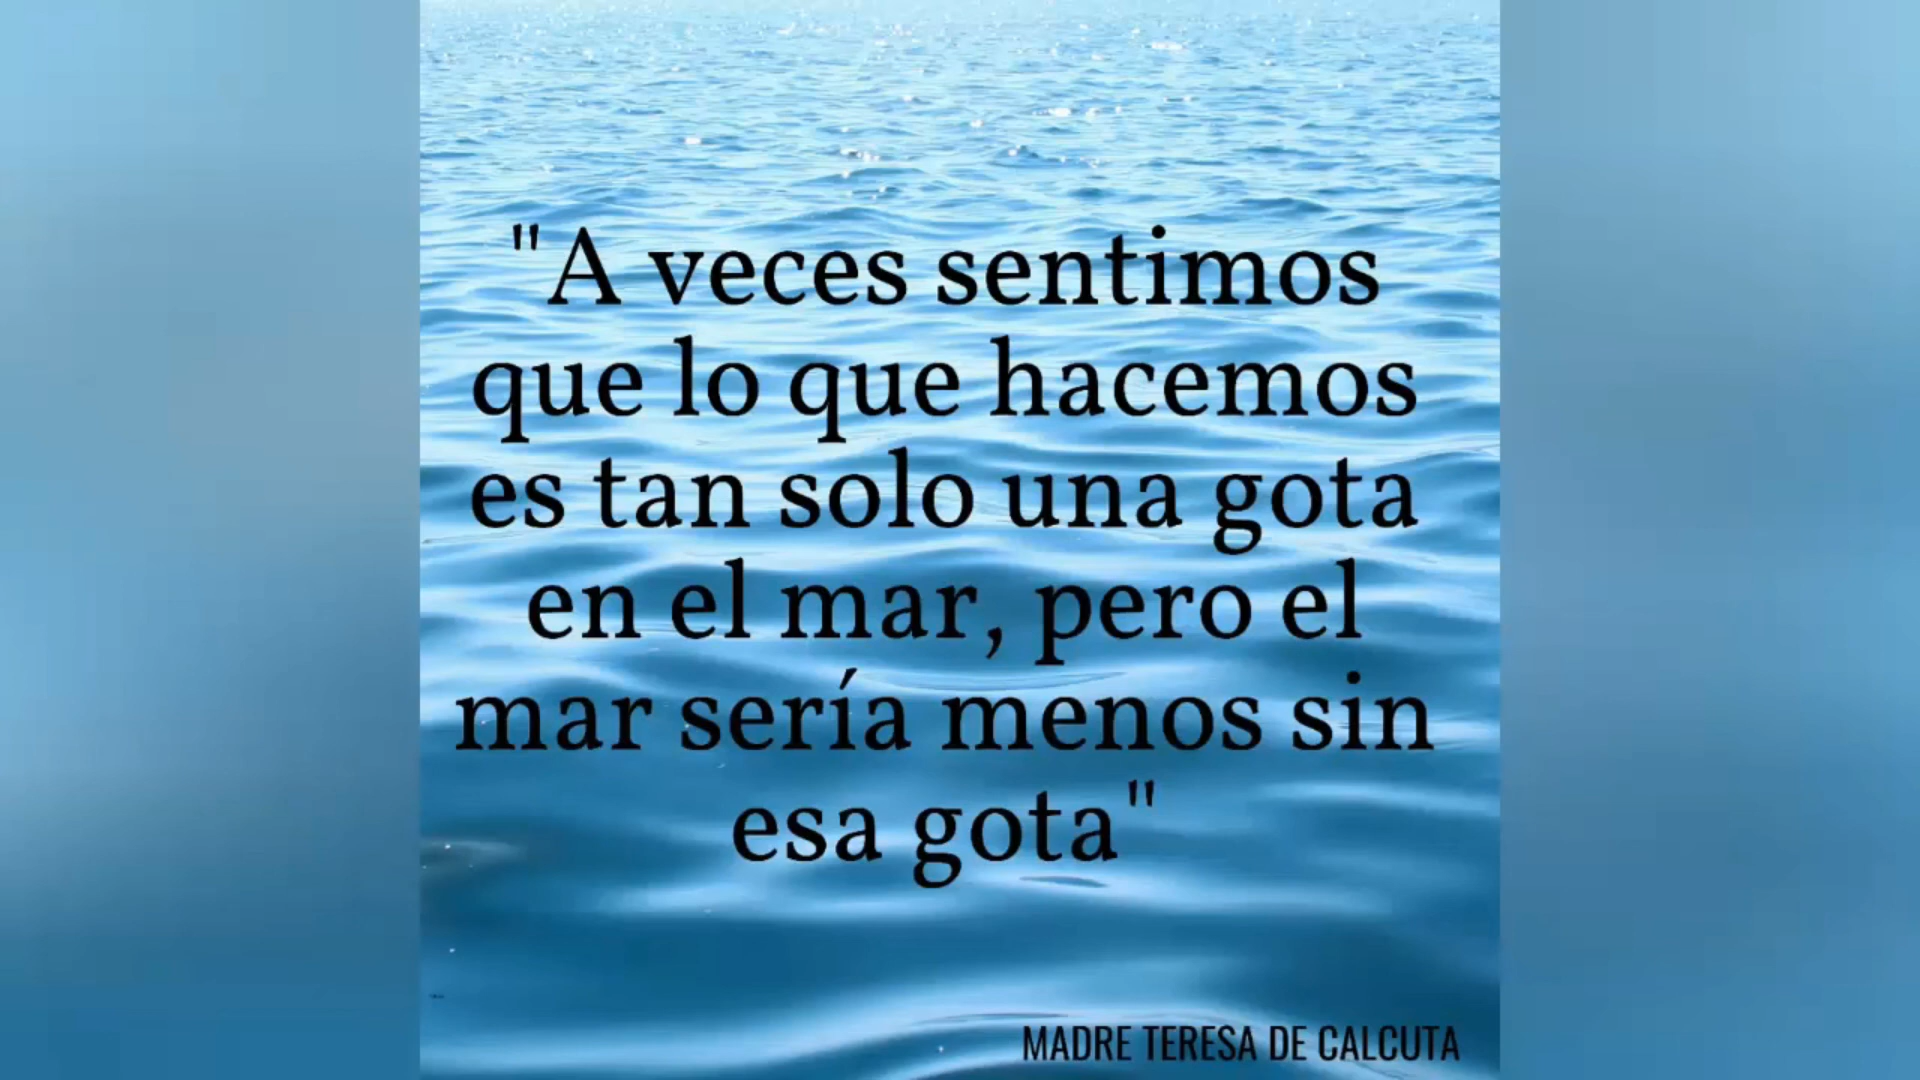 "A veces sentimos
que lo que hacemos
es tan solo una gota
en el mar, pero el
mar sería menos sin
esa gota"
MADRE TERESA DE CALCUTA